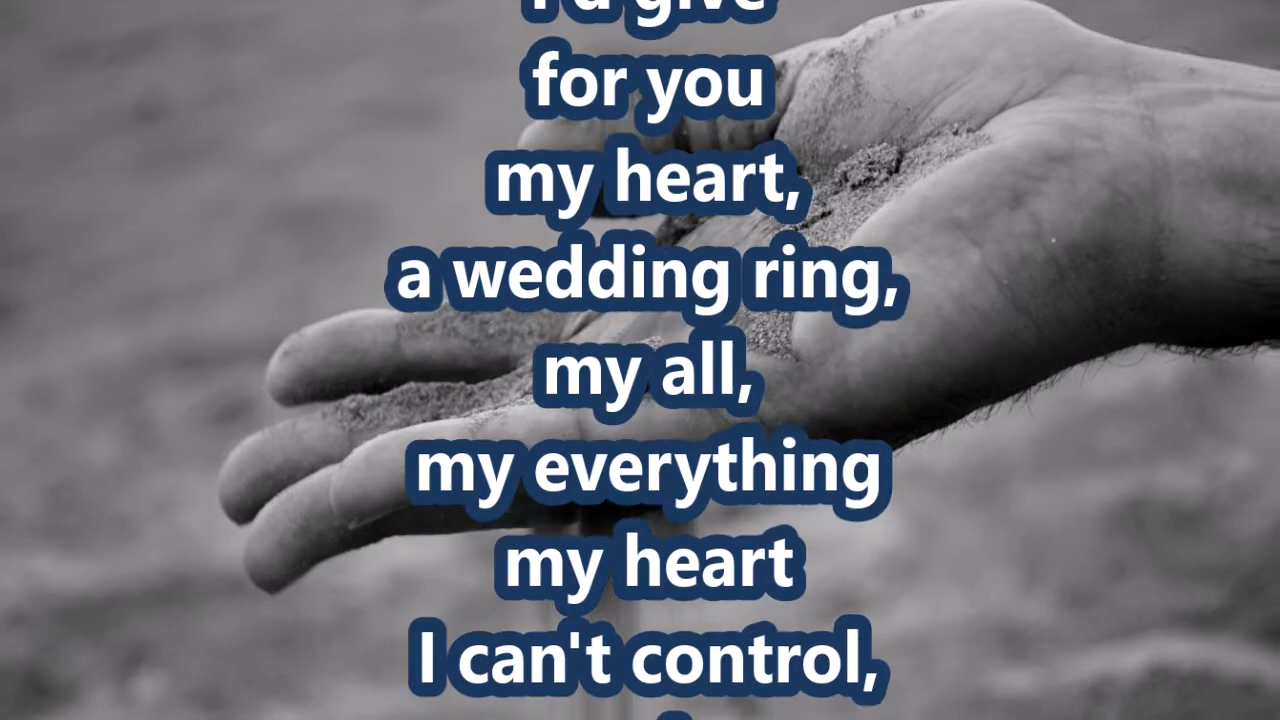 I'd give
for you
my heart,
a wedding ring,
my all,
my everything
my heart
I can't control,